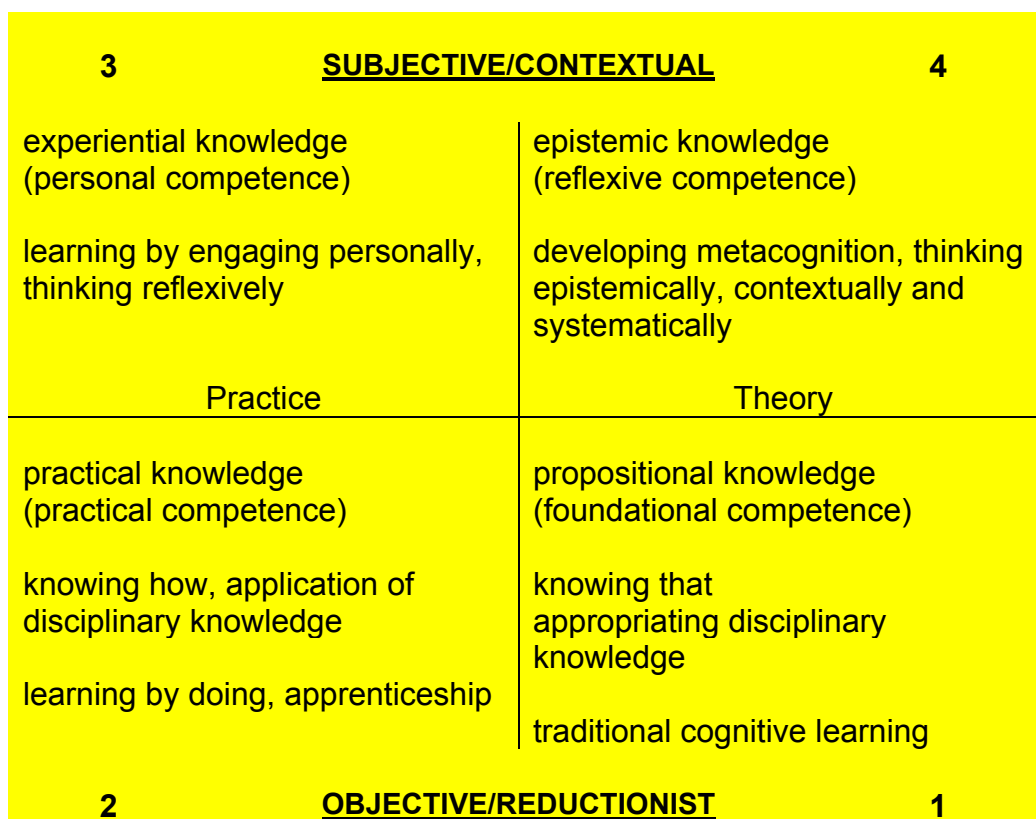 3 SUBJECTIVE/CONTEXTUAL 4
experiential knowledge
(personal competence)
learning by engaging personally,
thinking reflexively
epistemic knowledge
(reflexive competence)
developing metacognition, thinking
epistemically, contextually and
systematically
Practice
Theory
practical knowledge
(practical competence)
knowing how, application of
disciplinary knowledge
learning by doing, apprenticeship
propositional knowledge
(foundational competence)
knowing that
appropriating disciplinary
knowledge
traditional cognitive learning
2 OBJECTIVE/REDUCTIONIST 1